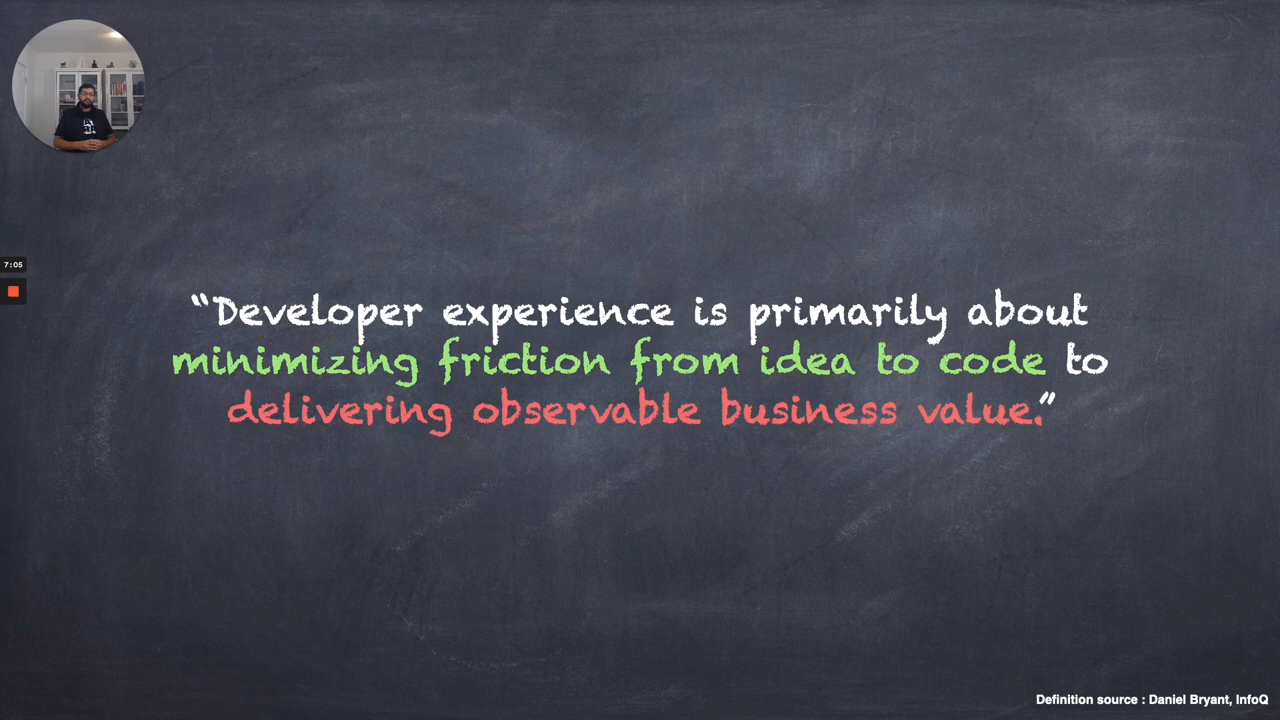 7:05
“Developer experience is primarily about
minimizing friction from idea to code to
delivering observable business value.”
Definition source : Daniel Bryant, InfoQ